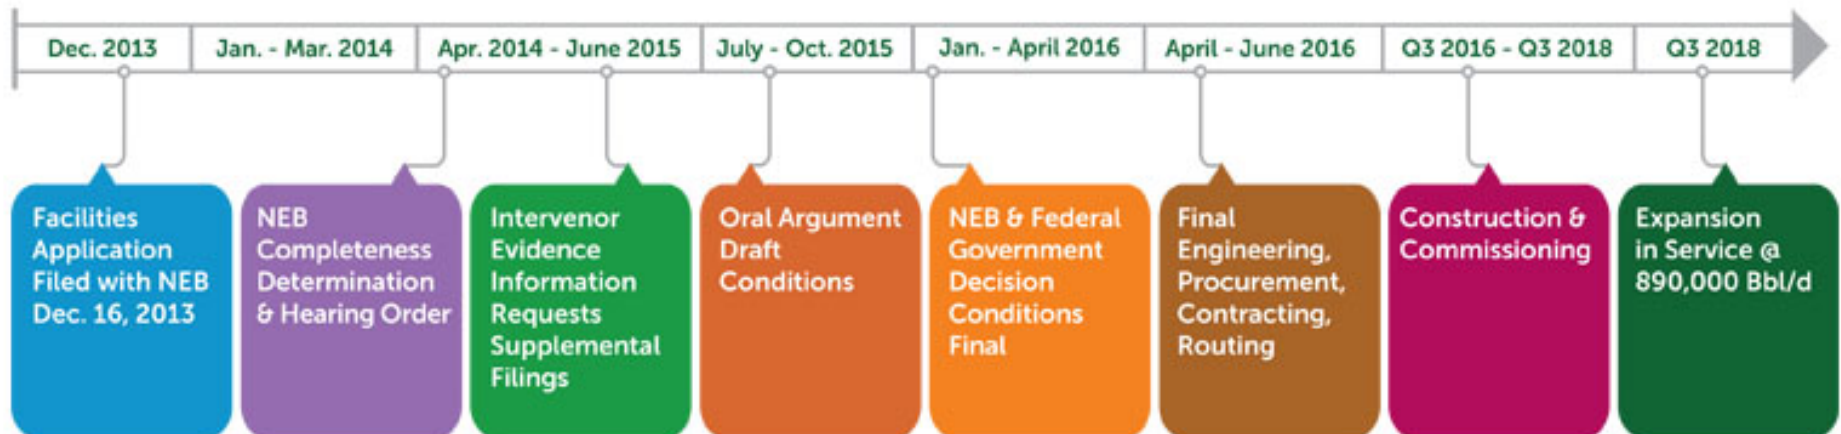 Dec. 2013
Jan. - Mar. 2014
Apr. 2014 - June 2015
July - Oct. 2015
Jan. - April 2016
April - June 2016
Q3 2016 - Q3 2018
Q3 2018
Facilities
Application
Filed with NEB
Dec. 16, 2013
NEB
Completeness
Determination
& Hearing Order
Intervenor
Evidence
Information
Requests
Supplemental
Filings
Oral Argument
Draft
Conditions
NEB & Federal
Government
Decision
Conditions
Final
Final
Engineering,
Procurement,
Contracting,
Routing
Construction &
Commissioning
Expansion
in Service @
890,000 Bbl/d